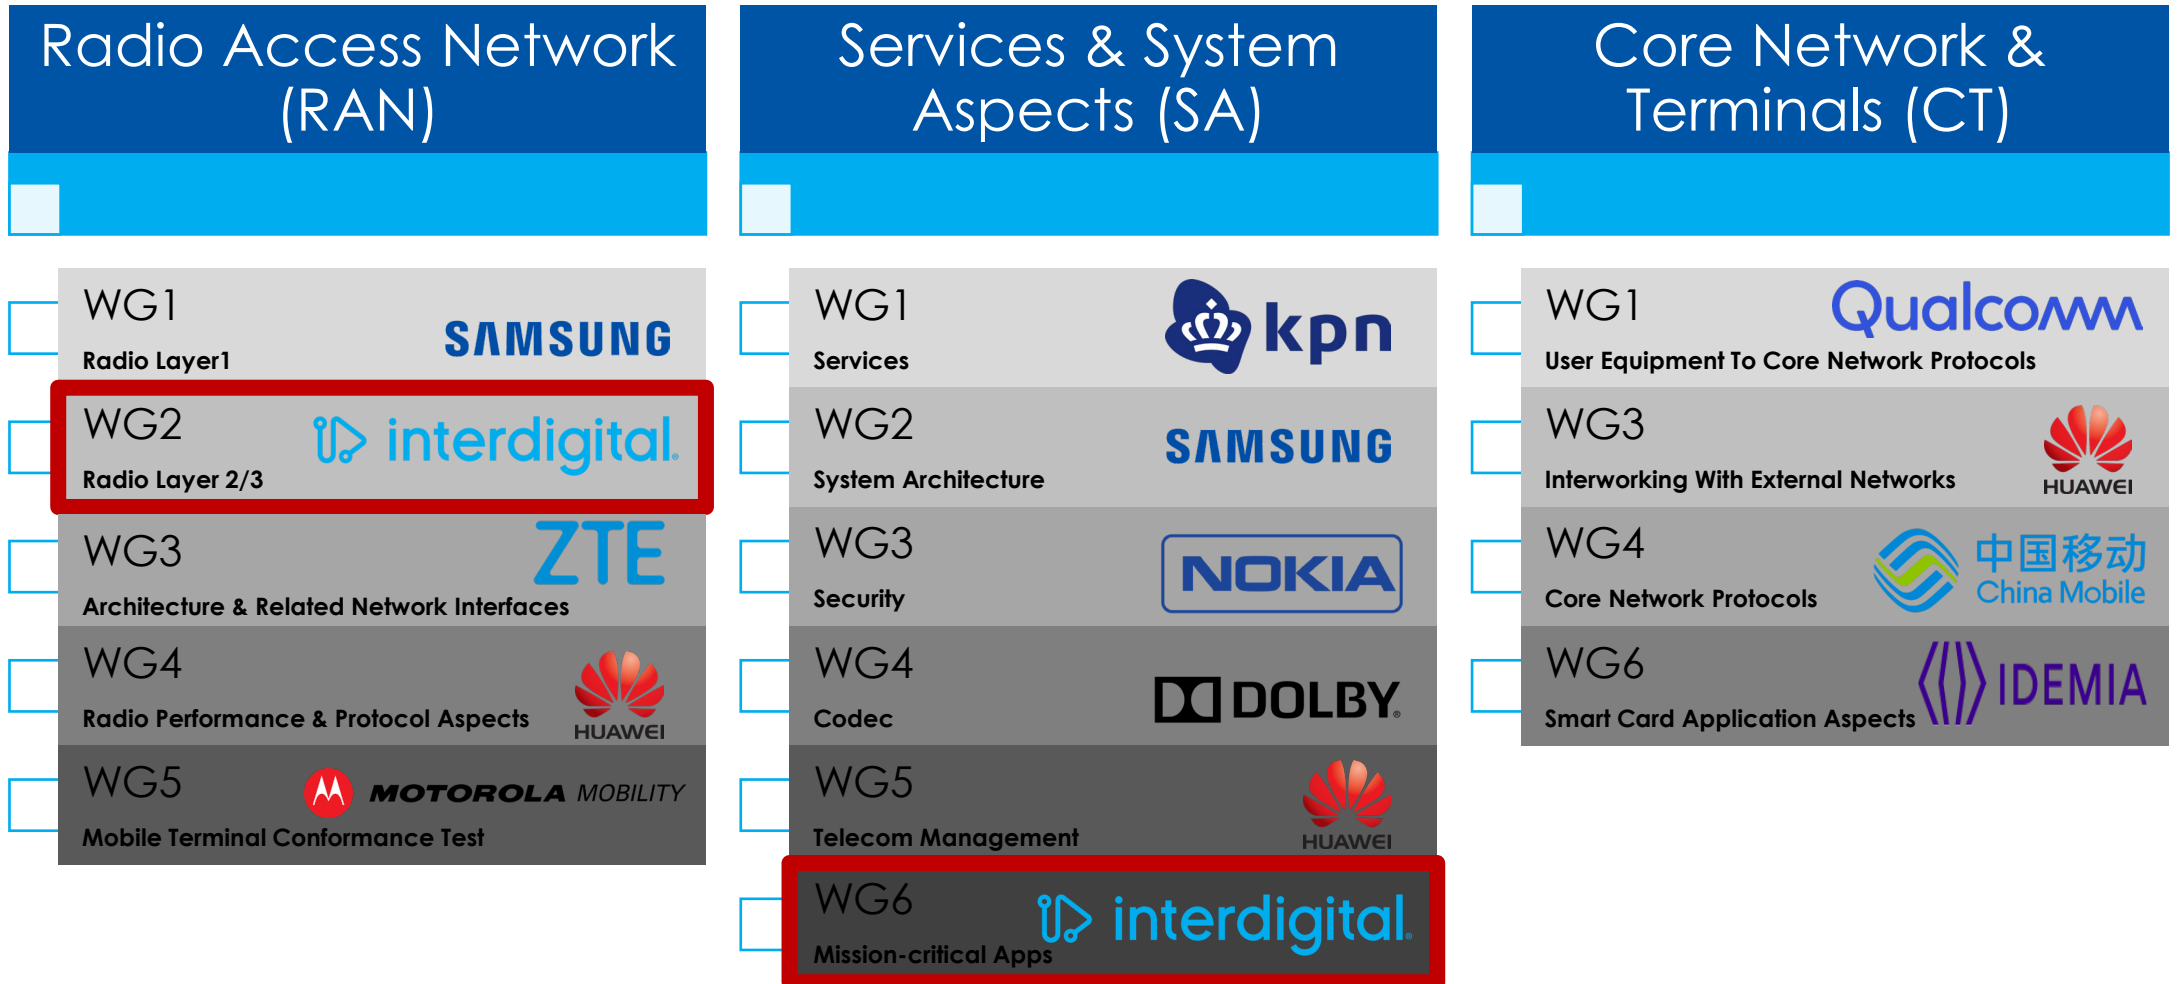 Radio Access Network
(RAN)
WG1
SAMSUNG
Radio Layer1
WG2
interdigital.
Radio Layer 2/3
WG3
ZTE
Architecture & Related Network Interfaces
WG4
Radio Performance & Protocol Aspects
HUAWEI
WG5
MOTOROLA MOBILITY
Mobile Terminal Conformance Test
Services & System
Aspects (SA)
WG1
kpn
Services
WG2
SAMSUNG
System Architecture
WG3
NOKIA
Security
WG4
DOLBY
Codec
WG5
Telecom Management
HUAWEI
WG6
interdigital.
Mission-critical Apps
Core Network &
Terminals (CT)
WG1
Qualcomm
User Equipment To Core Network Protocols
WG3
Interworking With External Networks
HUAWEI
WG4
中国移动
China Mobile
Core Network Protocols
WG6
IDEMIA
Smart Card Application Aspects